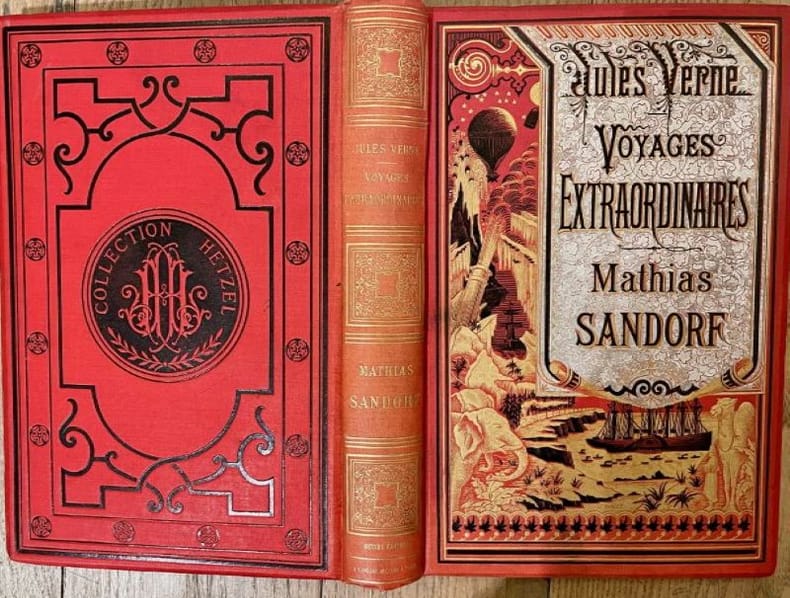 COLLECTION HETZEL
JULES VERNE
VOYAGES
EXTRAORDINAIRES
MATHIAS
SANDORF
Jules Verne
VOYAGES
EXTRAORDINAIRES
Mathias
SANDORF